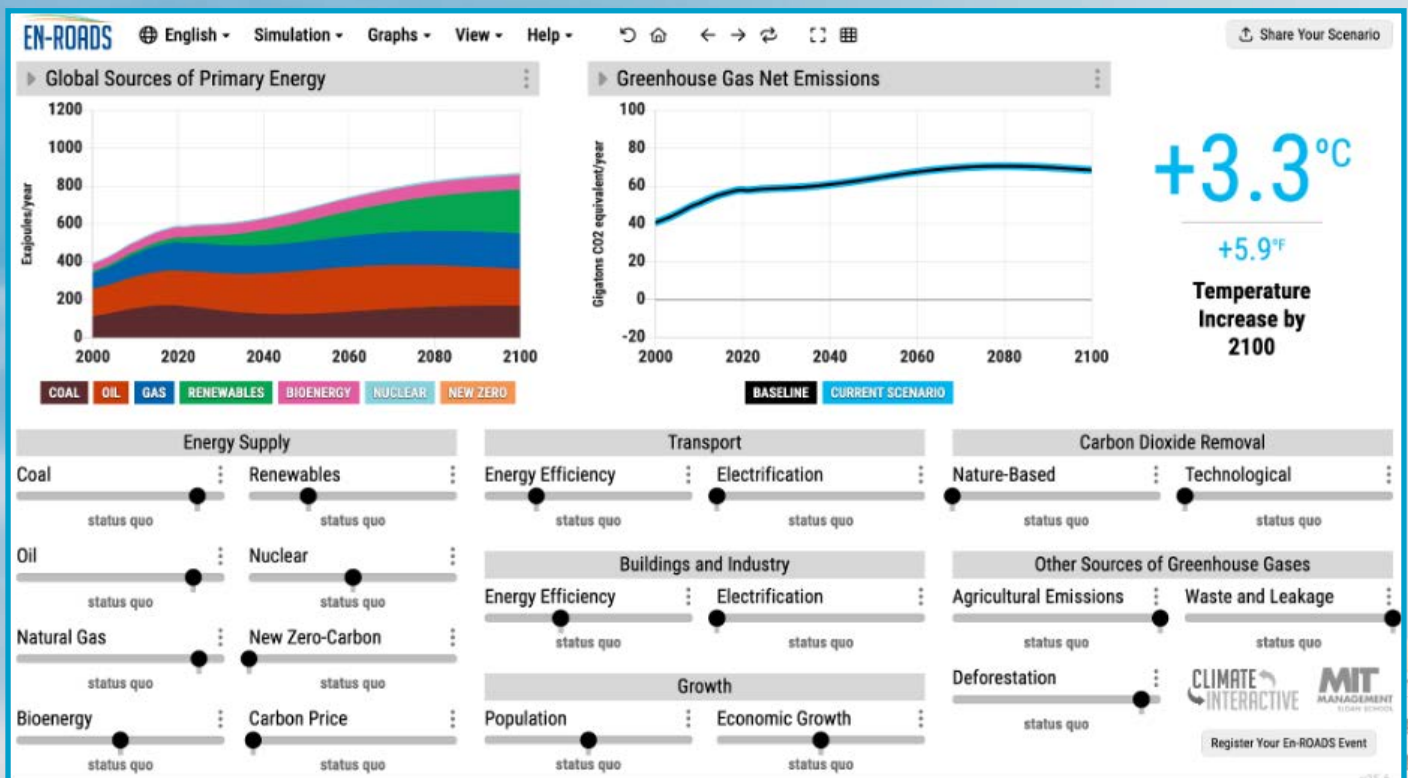 EN-ROADS English Simulation Graphs View Help Share Your Scenario
Global Sources of Primary Energy
Exajoules/year
1200
1000
800
600
400
200
0
2000 2020 2040 2060 2080 2100
COAL OIL GAS RENEWABLES BIOENERGY NUCLEAR NEW ZERO
Greenhouse Gas Net Emissions
Gigatons CO2 equivalent/year
100
80
60
40
20
0
-20
2000 2020 2040 2060 2080 2100
BASELINE CURRENT SCENARIO
+3.3°C
+5.9°F
Temperature
Increase by
2100
Energy Supply
Coal Renewables
status quo status quo
Oil Nuclear
status quo status quo
Natural Gas New Zero-Carbon
status quo status quo
Bioenergy Carbon Price
status quo status quo
Transport
Energy Efficiency Electrification
status quo status quo
Buildings and Industry
Energy Efficiency Electrification
status quo status quo
Growth
Population Economic Growth
status quo status quo
Carbon Dioxide Removal
Nature-Based Technological
status quo status quo
Other Sources of Greenhouse Gases
Agricultural Emissions Waste and Leakage
status quo status quo
Deforestation
status quo
CLIMATE
INTERACTIVE
MIT
MANAGEMENT
SLOAN SCHOOL
Register Your En-ROADS Event